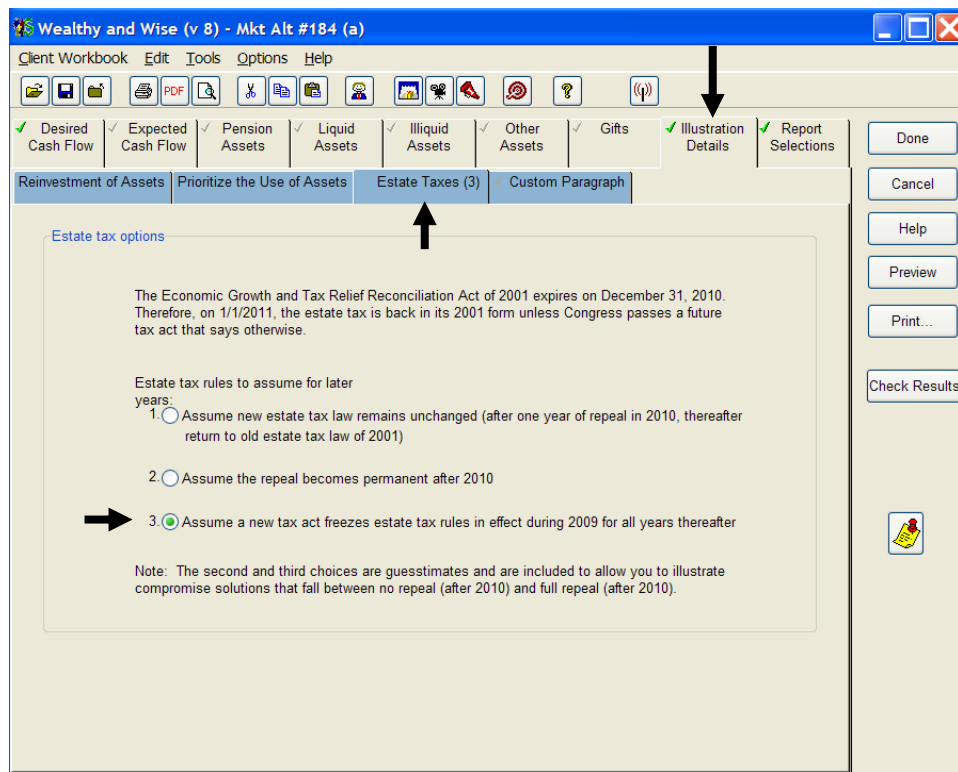 Wealthy and Wise (v 8) - Mkt Alt #184 (a)
Client Workbook Edit Tools Options Help
PDF
Desired Cash Flow
Expected Cash Flow
Pension Assets
Liquid Assets
Illiquid Assets
Other Assets
Gifts
Illustration Details
Report Selections
Reinvestment of Assets
Prioritize the Use of Assets
Estate Taxes (3)
Custom Paragraph
Estate tax options
The Economic Growth and Tax Relief Reconciliation Act of 2001 expires on December 31, 2010.
Therefore, on 1/1/2011, the estate tax is back in its 2001 form unless Congress passes a future
tax act that says otherwise.
Estate tax rules to assume for later
years:
1. Assume new estate tax law remains unchanged (after one year of repeal in 2010, thereafter
return to old estate tax law of 2001)
2. Assume the repeal becomes permanent after 2010
3. Assume a new tax act freezes estate tax rules in effect during 2009 for all years thereafter
Note: The second and third choices are guesstimates and are included to allow you to illustrate
compromise solutions that fall between no repeal (after 2010) and full repeal (after 2010).
Done
Cancel
Help
Preview
Print...
Check Results